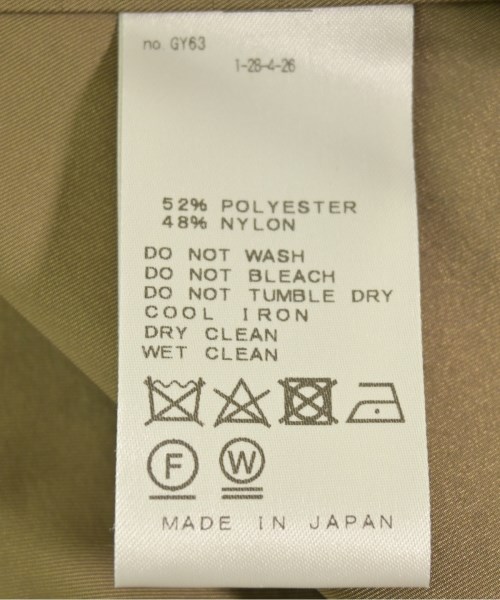 no. GY63
1-28-4-26
52% POLYESTER
48% NYLON
DO NOT WASH
DO NOT BLEACH
DO NOT TUMBLE DRY
COOL IRON
DRY CLEAN
WET CLEAN
F W
MADE IN JAPAN